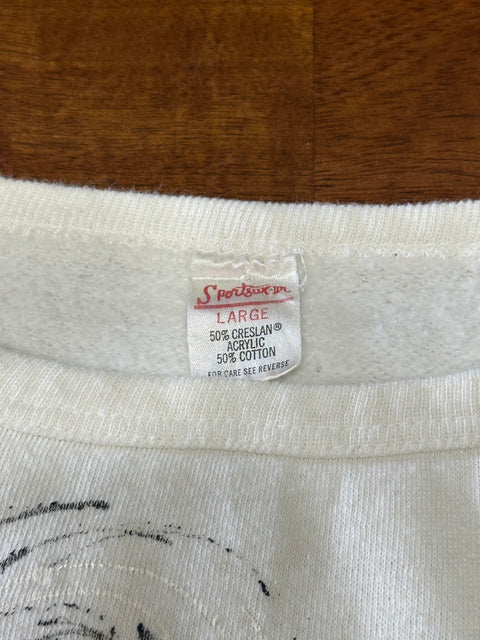 Sportswear
LARGE
50% CRESLAN®
ACRYLIC
50% COTTON
FOR CARE SEE REVERSE